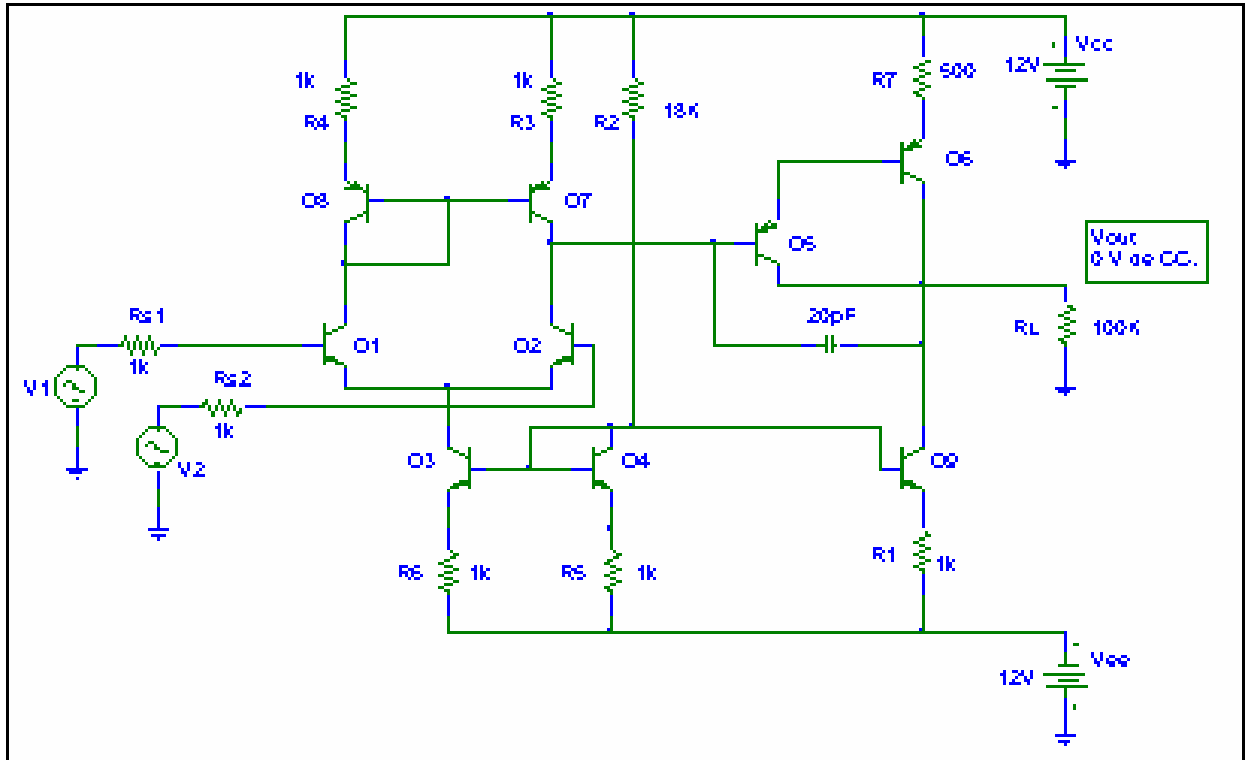 Vcc
12V
1k
R4
1k
R3
R2
18K
R7
500
Q8
Q7
Q6
Q5
Vout
0 V de CC.
Rs1
1k
Q1
Q2
20pF
RL
100K
V1
Rs2
1k
V2
Q3
Q4
Q9
R6
1k
R5
1k
R1
1k
Vee
12V